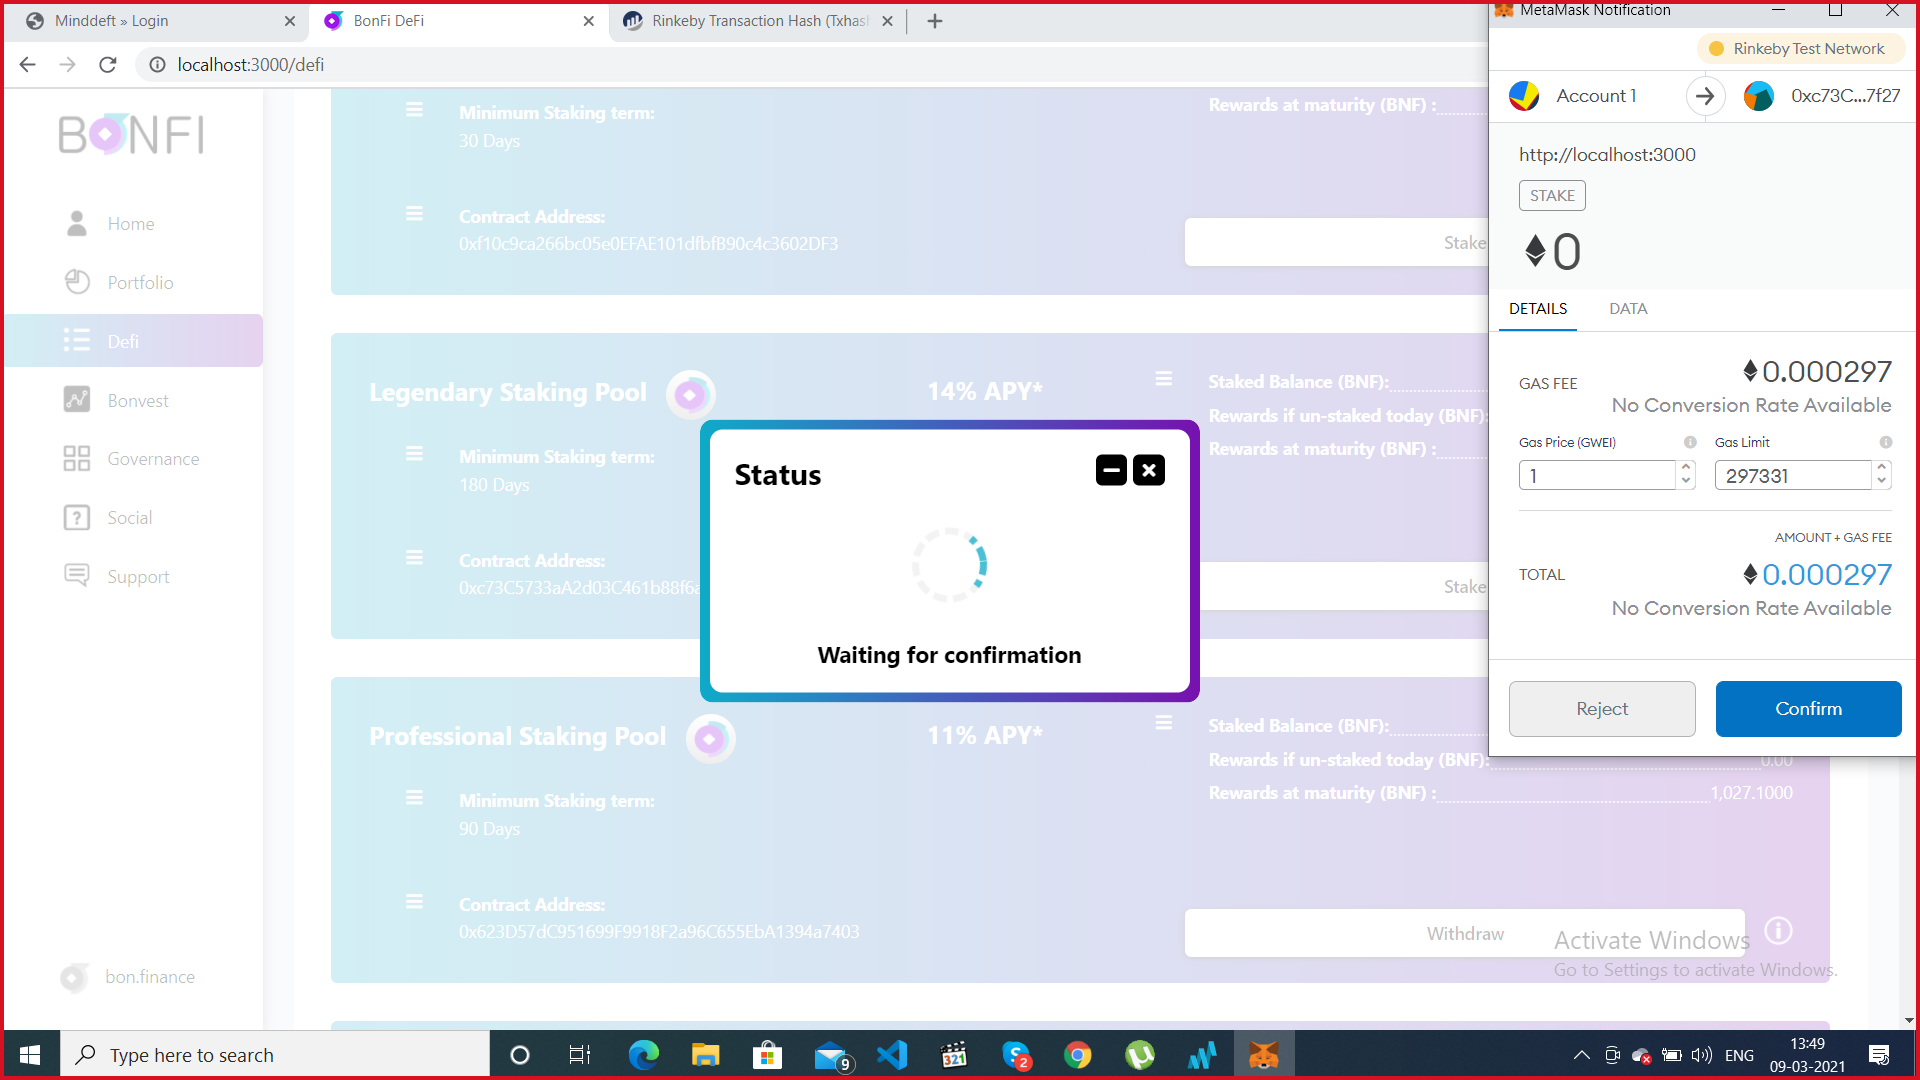 Minddeft » Login
BonFi DeFi
Rinkeby Transaction Hash (Txhas
MetaMask Notification
localhost:3000/defi
Rinkeby Test Network
Account 1
0xc73C...7f27
http://localhost:3000
STAKE
0
DETAILS
DATA
GAS FEE
0.000297
No Conversion Rate Available
Gas Price (GWEI)
Gas Limit
1
297331
AMOUNT + GAS FEE
TOTAL
0.000297
No Conversion Rate Available
Reject
Confirm
BONFI
Home
Portfolio
Defi
Bonvest
Governance
Social
Support
bon.finance
Minimum Staking term:
30 Days
Rewards at maturity (BNF) :
Contract Address:
0xf10c9ca266bc05e0EFAE101dfbfB90c4c3602DF3
Stake
Legendary Staking Pool
14% APY*
Staked Balance (BNF):
Rewards if un-staked today (BNF):
Rewards at maturity (BNF) :
Minimum Staking term:
180 Days
Contract Address:
0xc73C5733aA2d03C461b88f6a
Stake
Status
Waiting for confirmation
Professional Staking Pool
11% APY*
Staked Balance (BNF):
Rewards if un-staked today (BNF): 0.00
Rewards at maturity (BNF) : 1,027.1000
Minimum Staking term:
90 Days
Contract Address:
0x623D57dC951699F9918F2a96C655EbA1394a7403
Withdraw
Activate Windows
Go to Settings to activate Windows.
Type here to search
9
321
2
ENG
13:49
09-03-2021